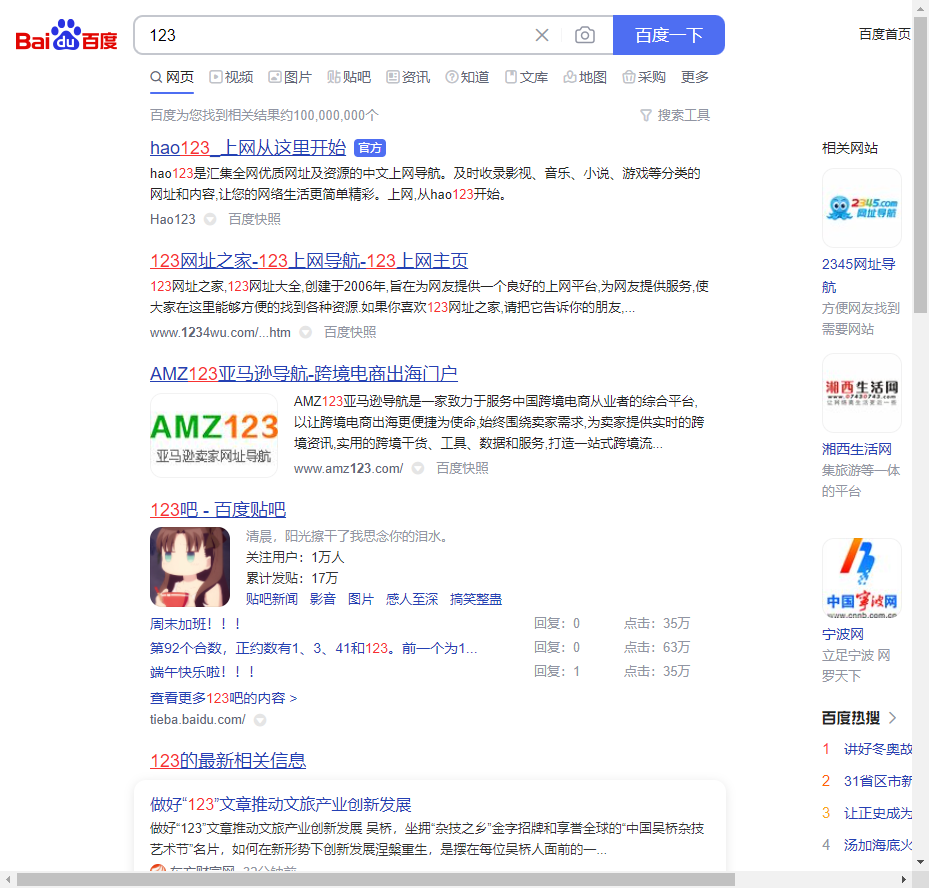 Bai du 百度
123
百度一下
百度首页
网页 视频 图片 贴吧 资讯 知道 文库 地图 采购 更多
百度为您找到相关结果约100,000,000个
搜索工具
hao123_上网从这里开始 官方
hao123是汇集全网优质网址及资源的中文上网导航。及时收录影视、音乐、小说、游戏等分类的
网址和内容,让您的网络生活更简单精彩。上网,从hao123开始。
Hao123 百度快照
123网址之家-123上网导航-123上网主页
123网址之家,123网址大全,创建于2006年,旨在为网友提供一个良好的上网平台,为网友提供服务,使
大家在这里能够方便的找到各种资源.如果你喜欢123网址之家,请把它告诉你的朋友,...
www.1234wu.com/...htm 百度快照
AMZ123亚马逊导航-跨境电商出海门户
AMZ123
亚马逊卖家网址导航
AMZ123亚马逊导航是一家致力于服务中国跨境电商从业者的综合平台,
以让跨境电商出海更便捷为使命,始终围绕卖家需求,为卖家提供实时的跨
境资讯,实用的跨境干货、工具、数据和服务,打造一站式跨境流...
www.amz123.com/ 百度快照
123吧 - 百度贴吧
清晨，阳光擦干了我思念你的泪水。
关注用户：1万人
累计发贴：17万
贴吧新闻 影音 图片 感人至深 搞笑整蛊
周末加班！！！ 回复：0 点击：35万
第92个合数，正约数有1、3、41和123。前一个为1... 回复：0 点击：63万
端午快乐啦！！！ 回复：1 点击：35万
查看更多123吧的内容 >
tieba.baidu.com/
123的最新相关信息
做好“123”文章推动文旅产业创新发展
做好“123”文章推动文旅产业创新发展 吴桥，坐拥“杂技之乡”金字招牌和享誉全球的“中国吴桥杂技
艺术节”名片，如何在新形势下创新发展涅槃重生，是摆在每位吴桥人面前的一...
东方财富网 32分钟前
相关网站
2345.com
网址导航
2345网址导
航
方便网友找到
需要网站
湘西生活网
www.07430743.com
湘西生活网
集旅游等一体
的平台
中国宁波网
www.cnnb.com.cn
宁波网
立足宁波 网
罗天下
百度热搜
1 讲好冬奥故
2 31省区市新
3 让正史成为
4 汤加海底火